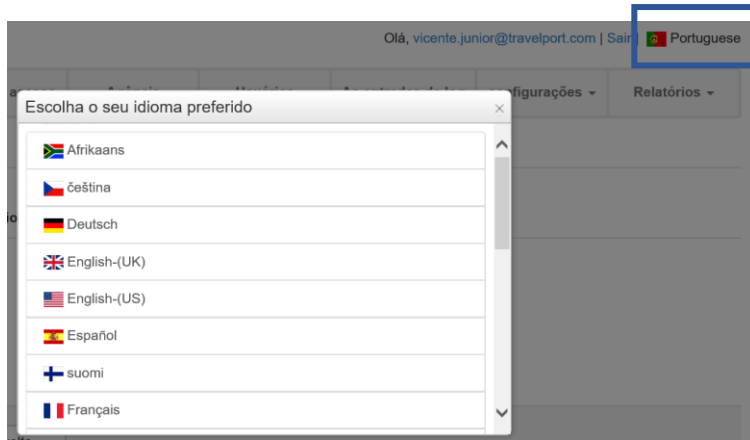 Olá, vicente.junior@travelport.com | Sair | Portuguese
Relatórios
Escolha o seu idioma preferido
Afrikaans
čeština
Deutsch
English-(UK)
English-(US)
Español
suomi
Français